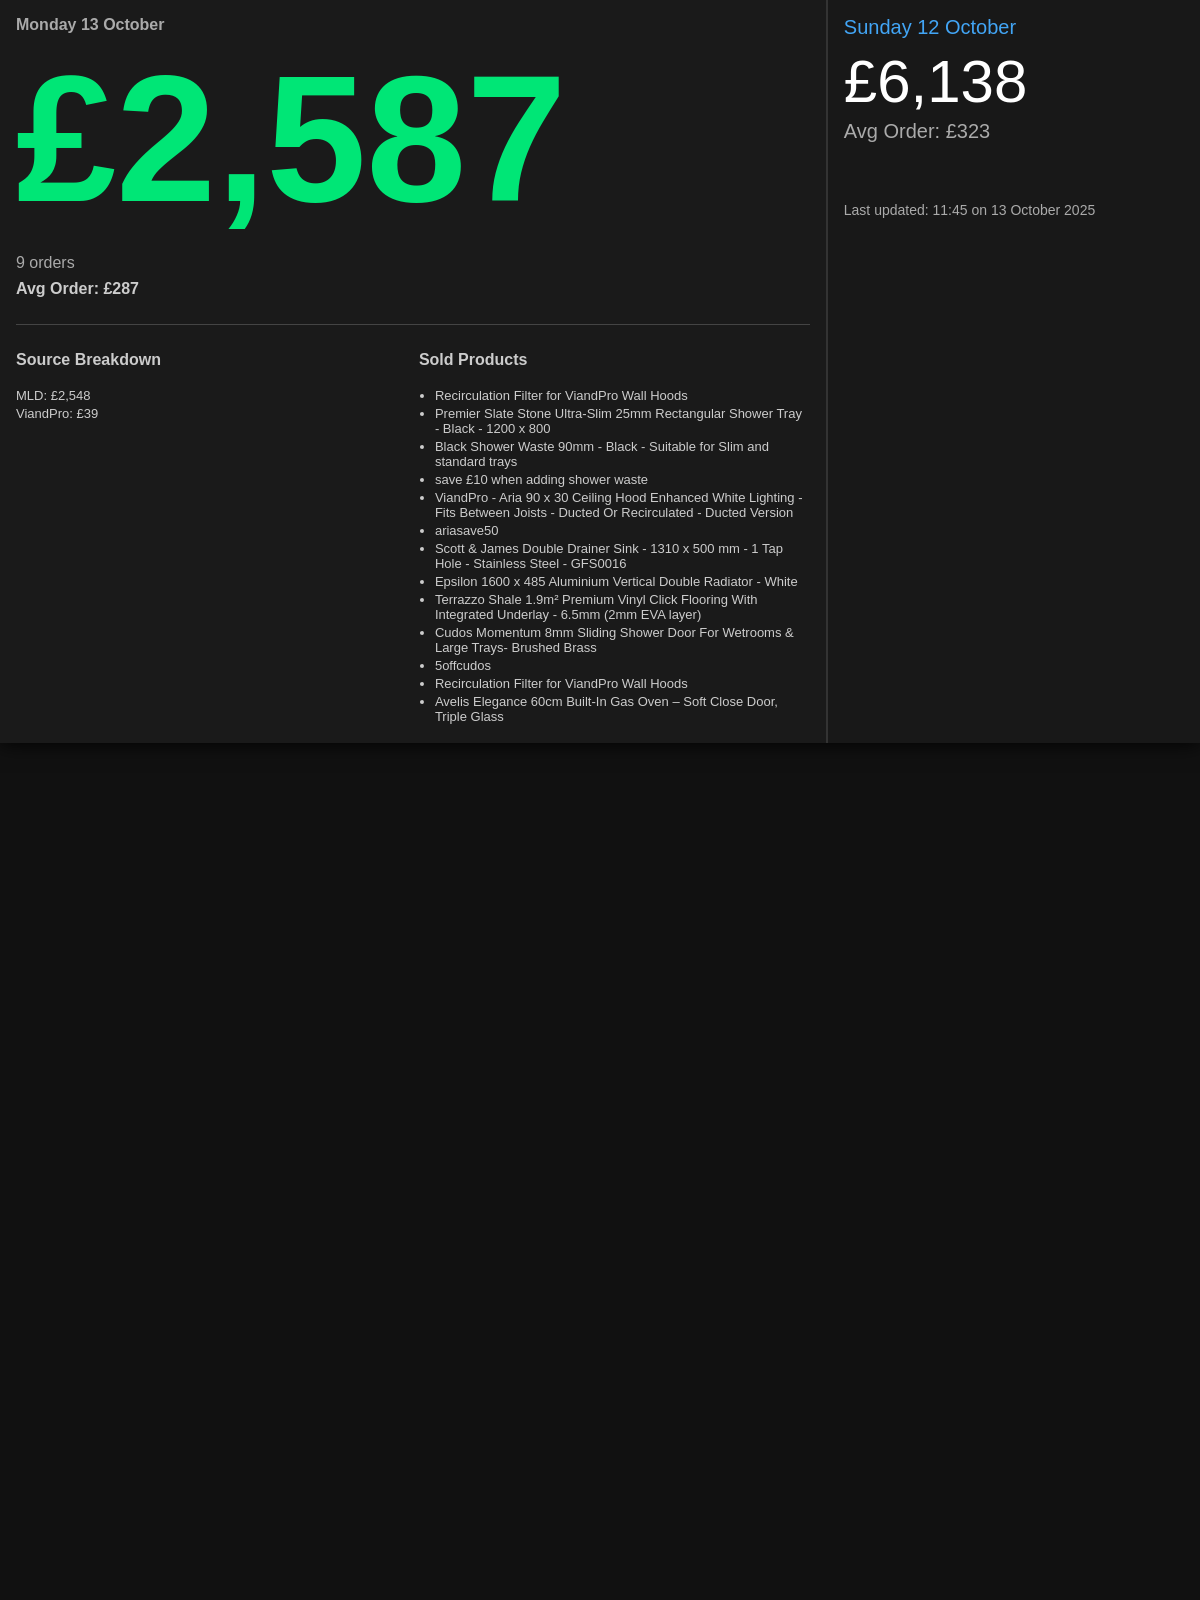 Monday 13 October
£2,587
9 orders
Avg Order: £287
Source Breakdown
MLD: £2,548
ViandPro: £39
Sold Products
Recirculation Filter for ViandPro Wall Hoods
Premier Slate Stone Ultra-Slim 25mm Rectangular Shower Tray
- Black - 1200 x 800
Black Shower Waste 90mm - Black - Suitable for Slim and
standard trays
save £10 when adding shower waste
ViandPro - Aria 90 x 30 Ceiling Hood Enhanced White Lighting -
Fits Between Joists - Ducted Or Recirculated - Ducted Version
ariasave50
Scott & James Double Drainer Sink - 1310 x 500 mm - 1 Tap
Hole - Stainless Steel - GFS0016
Epsilon 1600 x 485 Aluminium Vertical Double Radiator - White
Terrazzo Shale 1.9m² Premium Vinyl Click Flooring With
Integrated Underlay - 6.5mm (2mm EVA layer)
Cudos Momentum 8mm Sliding Shower Door For Wetrooms &
Large Trays- Brushed Brass
5offcudos
Recirculation Filter for ViandPro Wall Hoods
Avelis Elegance 60cm Built-In Gas Oven – Soft Close Door,
Triple Glass
Sunday 12 October
£6,138
Avg Order: £323
Last updated: 11:45 on 13 October 2025